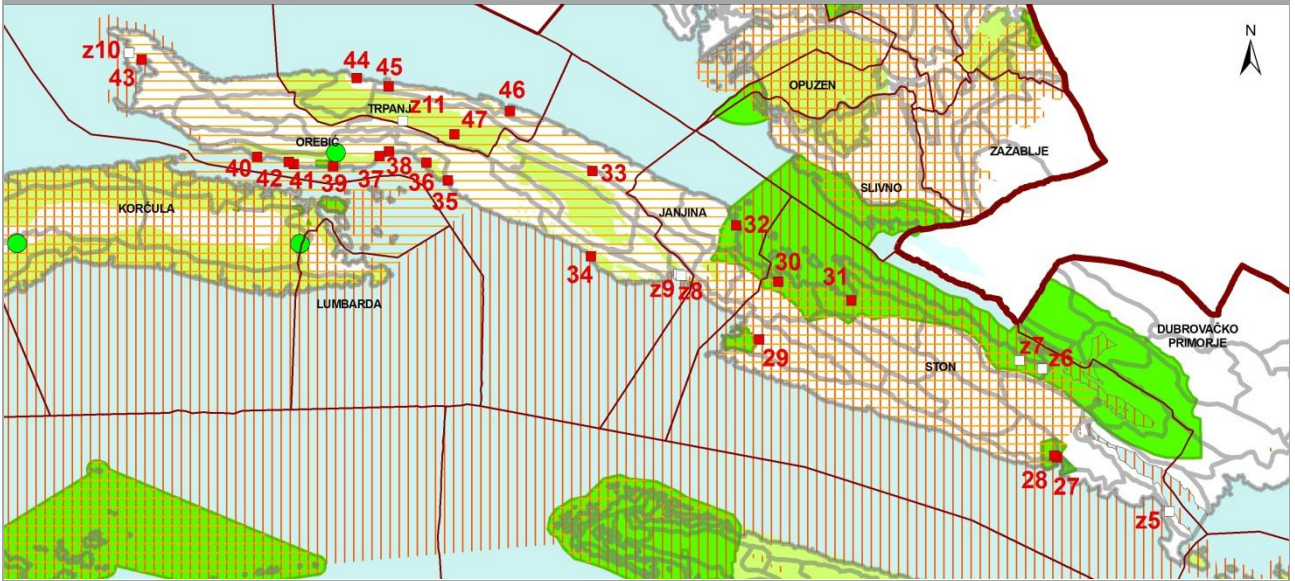 N
z10
43
44
45
46
TRPANJ
z11
47
OPUZEN
ZAŽABLJE
OREBIĆ
40
42
41
39
37
38
36
35
33
SLIVNO
KORČULA
JANJINA
32
34
z9
z8
30
31
LUMBARDA
29
STON
z7
z6
DUBROVAČKO
PRIMORJE
28
27
z5